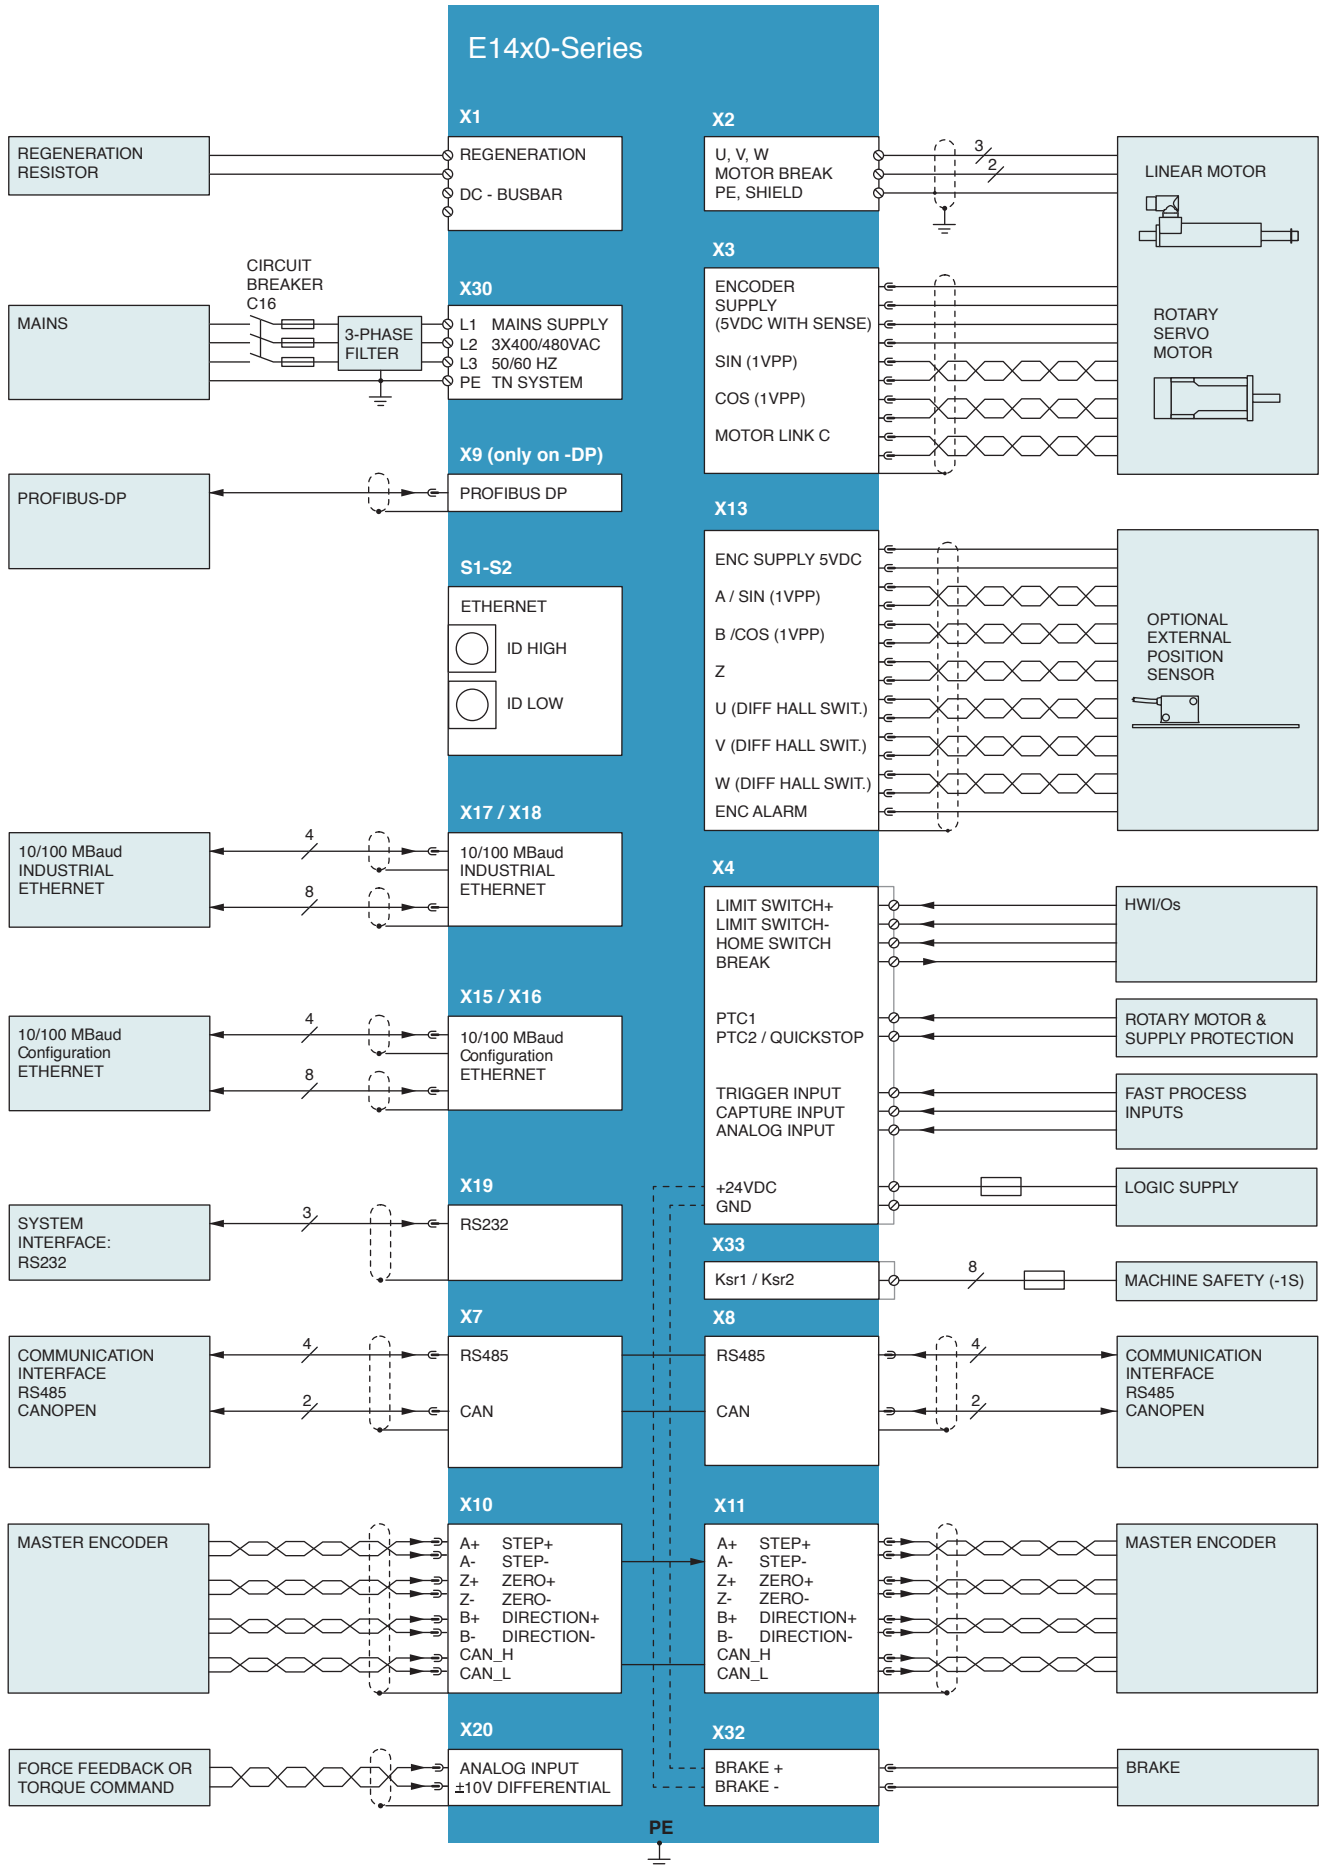 E14x0-Series
X1
REGENERATION
RESISTOR
REGENERATION
DC - BUSBAR
CIRCUIT
BREAKER
C16
X30
MAINS
3-PHASE
FILTER
L1 MAINS SUPPLY
L2 3X400/480VAC
L3 50/60 HZ
PE TN SYSTEM
X9 (only on -DP)
PROFIBUS-DP
PROFIBUS DP
S1-S2
ETHERNET
ID HIGH
ID LOW
X17 / X18
10/100 MBaud
INDUSTRIAL
ETHERNET
4
8
10/100 MBaud
INDUSTRIAL
ETHERNET
X15 / X16
10/100 MBaud
Configuration
ETHERNET
4
8
10/100 MBaud
Configuration
ETHERNET
X19
SYSTEM
INTERFACE:
RS232
3
RS232
X7
COMMUNICATION
INTERFACE
RS485
CANOPEN
4
2
RS485
CAN
X10
MASTER ENCODER
A+ STEP+
A- STEP-
Z+ ZERO+
Z- ZERO-
B+ DIRECTION+
B- DIRECTION-
CAN_H
CAN_L
X20
FORCE FEEDBACK OR
TORQUE COMMAND
ANALOG INPUT
±10V DIFFERENTIAL
X2
U, V, W
MOTOR BREAK
PE, SHIELD
3
2
LINEAR MOTOR
ROTARY
SERVO
MOTOR
X3
ENCODER
SUPPLY
(5VDC WITH SENSE)
SIN (1VPP)
COS (1VPP)
MOTOR LINK C
X13
ENC SUPPLY 5VDC
A / SIN (1VPP)
B /COS (1VPP)
Z
U (DIFF HALL SWIT.)
V (DIFF HALL SWIT.)
W (DIFF HALL SWIT.)
ENC ALARM
OPTIONAL
EXTERNAL
POSITION
SENSOR
X4
LIMIT SWITCH+
LIMIT SWITCH-
HOME SWITCH
BREAK
HWI/Os
PTC1
PTC2 / QUICKSTOP
ROTARY MOTOR &
SUPPLY PROTECTION
TRIGGER INPUT
CAPTURE INPUT
ANALOG INPUT
FAST PROCESS
INPUTS
+24VDC
GND
LOGIC SUPPLY
X33
Ksr1 / Ksr2
8
MACHINE SAFETY (-1S)
X8
RS485
CAN
4
2
COMMUNICATION
INTERFACE
RS485
CANOPEN
X11
A+ STEP+
A- STEP-
Z+ ZERO+
Z- ZERO-
B+ DIRECTION+
B- DIRECTION-
CAN_H
CAN_L
MASTER ENCODER
X32
BRAKE +
BRAKE -
BRAKE
PE